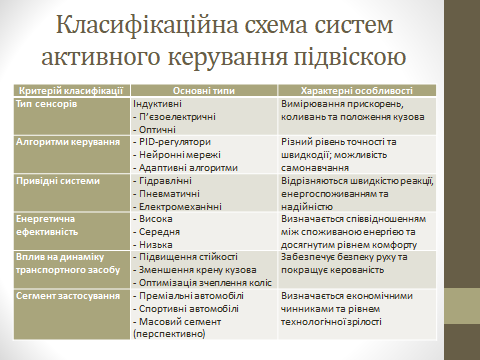 Класифікаційна схема систем
активного керування підвіскою
Критерій класифікації Основні типи Характерні особливості
Тип сенсорів
Індуктивні
- П'єзоелектричні
- Оптичні
Вимірювання прискорень,
коливань та положення кузова
Алгоритми керування
- PID-регулятори
- Нейронні мережі
- Адаптивні алгоритми
Різний рівень точності та
швидкодії; можливість
самонавчання
Привідні системи
- Гідравлічні
- Пневматичні
- Електромеханічні
Відрізняються швидкістю реакції,
енергоспоживанням та
надійністю
Енергетична
ефективність
- Висока
- Середня
- Низька
Визначається співвідношенням
між споживаною енергією та
досягнутим рівнем комфорту
Вплив на динаміку
транспортного засобу
- Підвищення стійкості
- Зменшення крену кузова
- Оптимізація зчеплення коліс
Забезпечує безпеку руху та
покращує керованість
Сегмент застосування
- Преміальні автомобілі
- Спортивні автомобілі
- Масовий сегмент
(перспективно)
Визначається економічними
чинниками та рівнем
технологічної зрілості